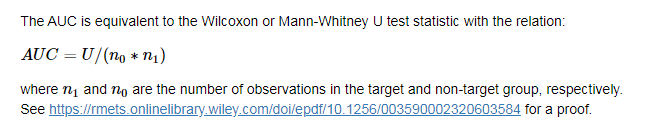 The AUC is equivalent to the Wilcoxon or Mann-Whitney U test statistic with the relation:
AUC = U/(n₀ * n₁)
where n₁ and n₀ are the number of observations in the target and non-target group, respectively.
See https://rmets.onlinelibrary.wiley.com/doi/epdf/10.1256/003590002320603584 for a proof.